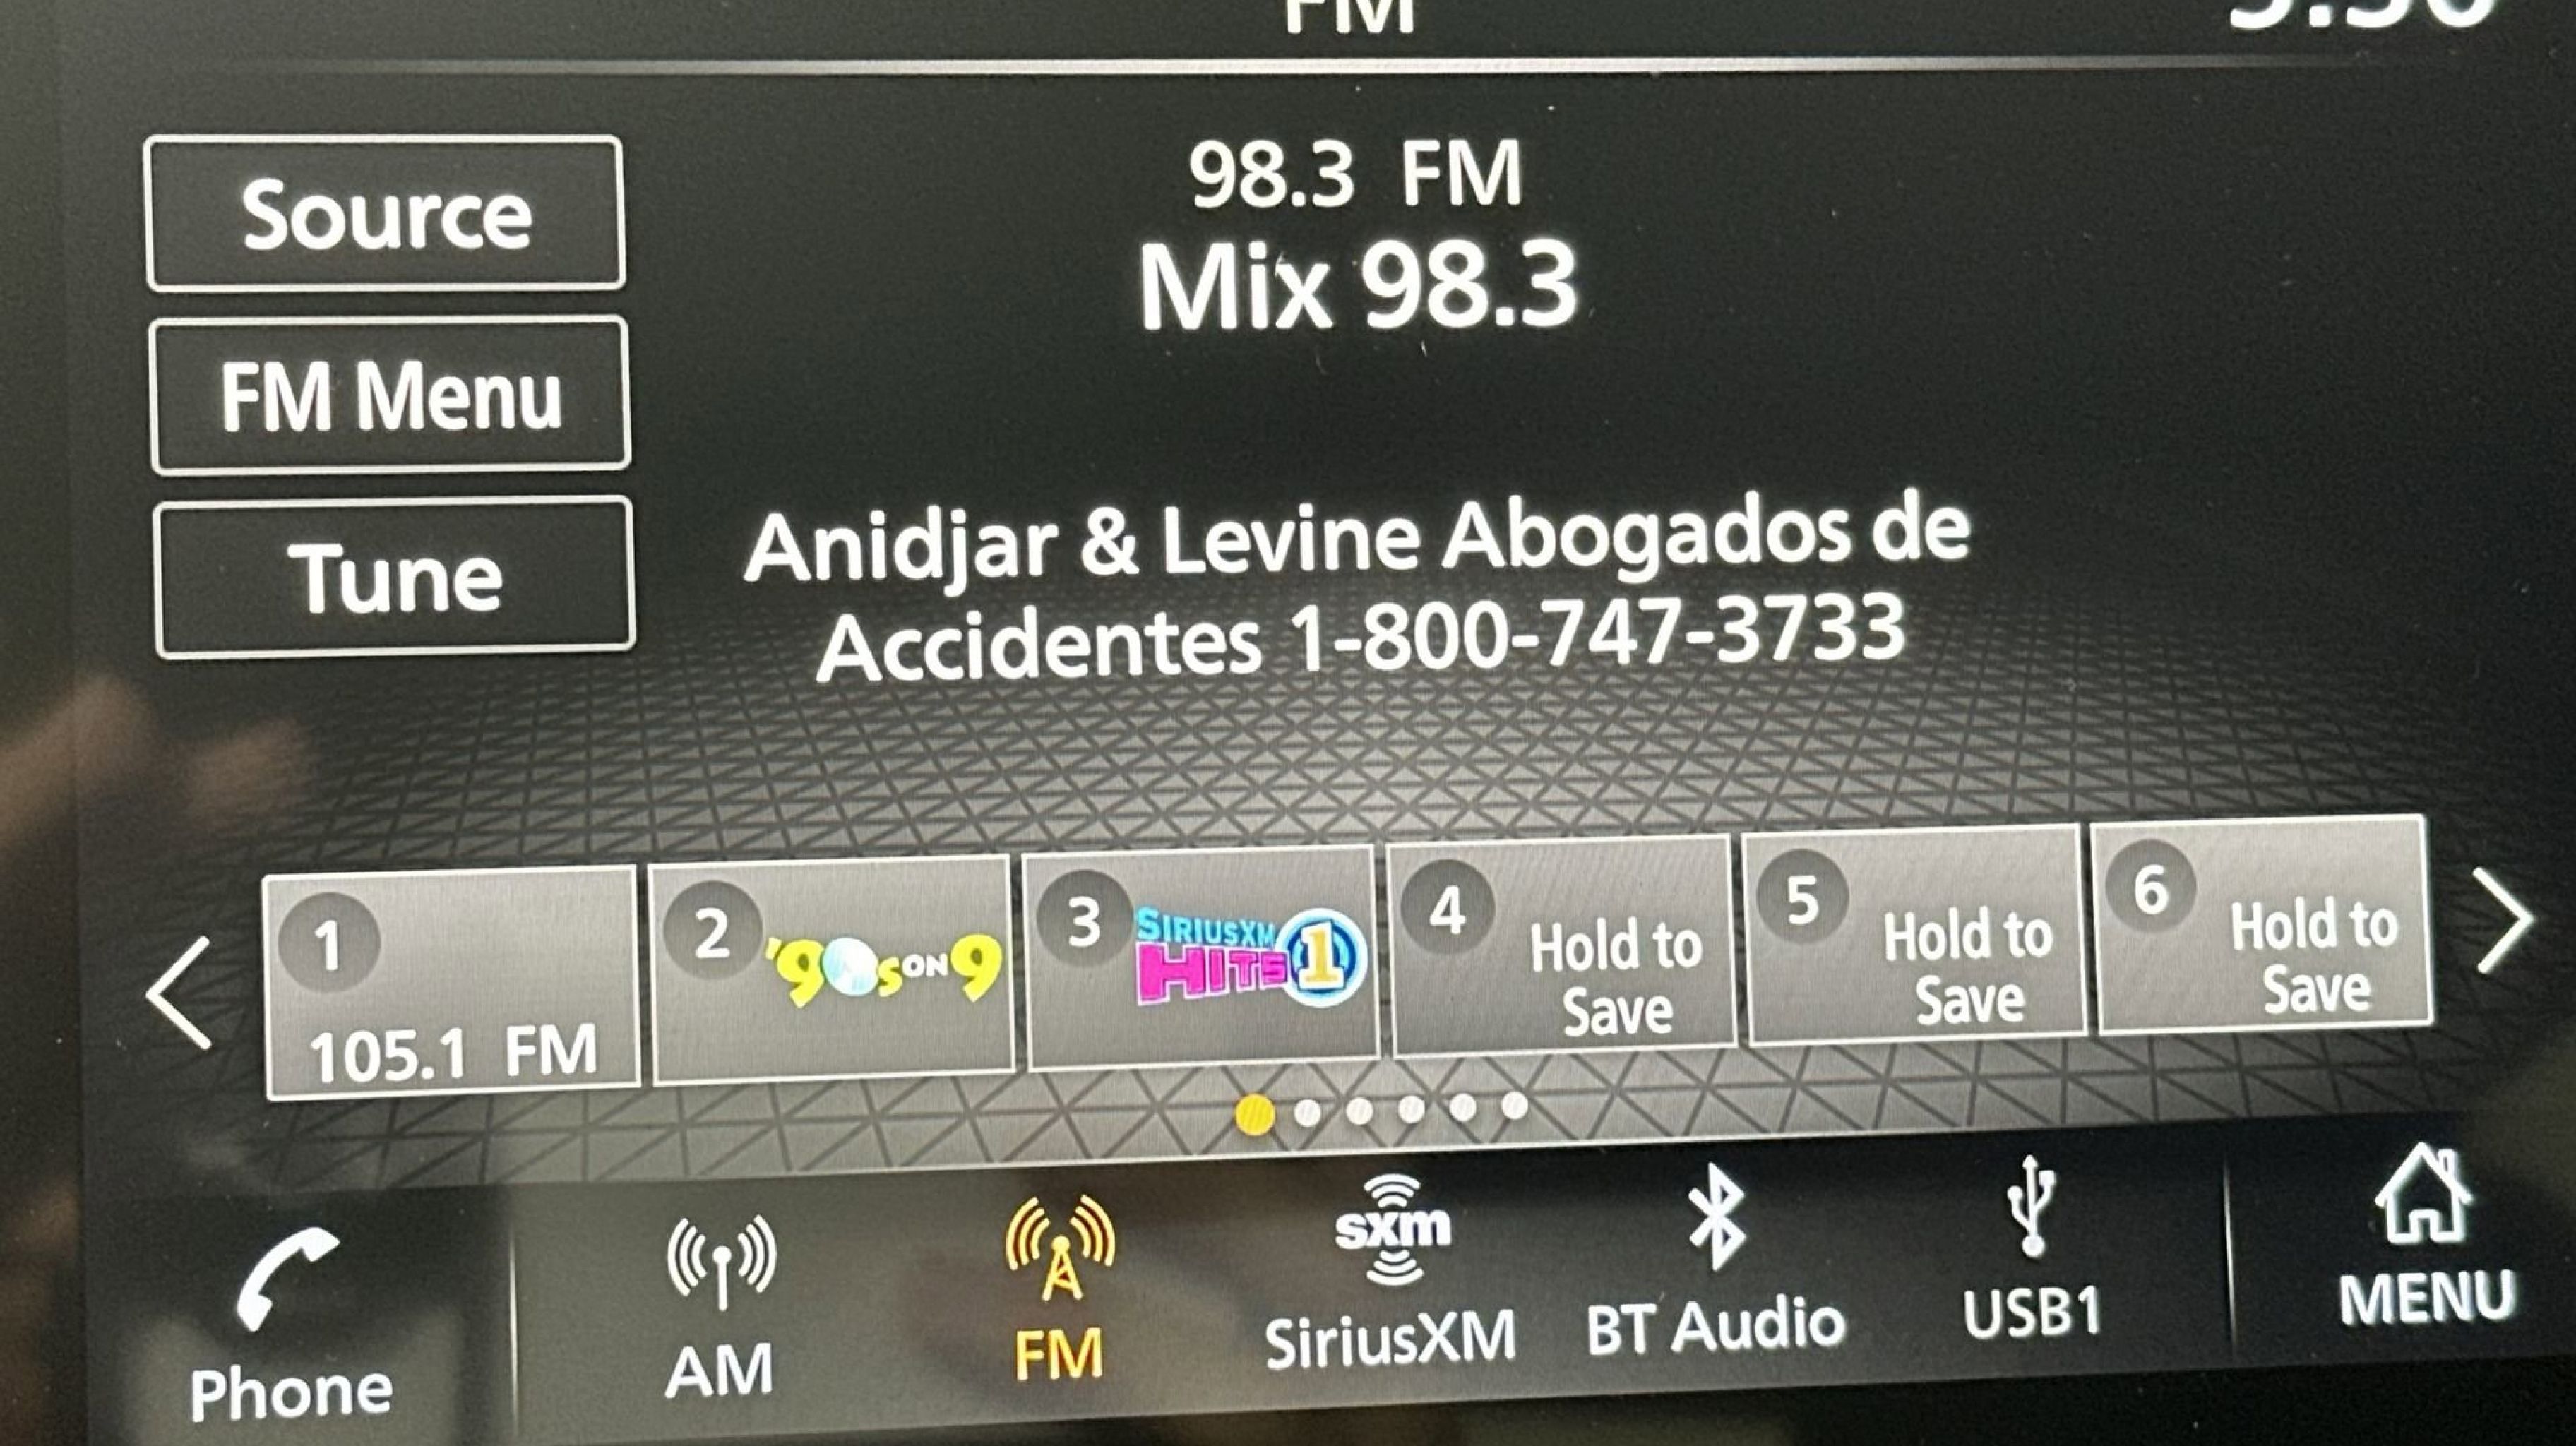 FM
Source
98.3 FM
Mix 98.3
FM Menu
Tune
Anidjar & Levine Abogados de
Accidentes 1-800-747-3733
1
105.1 FM
2
'90s ON 9
3
SIRIUSXM
HITS 1
4
Hold to
Save
5
Hold to
Save
6
Hold to
Save
Phone
AM
FM
sxm
SiriusXM
BT Audio
USB1
MENU